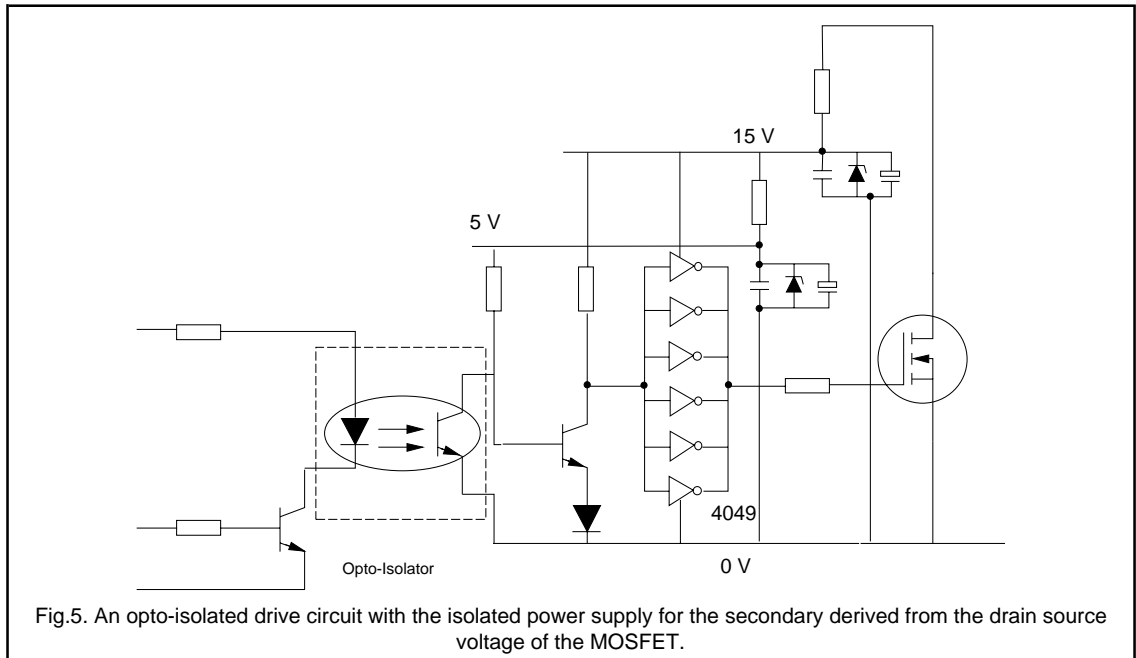 15 V
5 V
4049
0 V
Opto-Isolator
Fig.5. An opto-isolated drive circuit with the isolated power supply for the secondary derived from the drain source
voltage of the MOSFET.